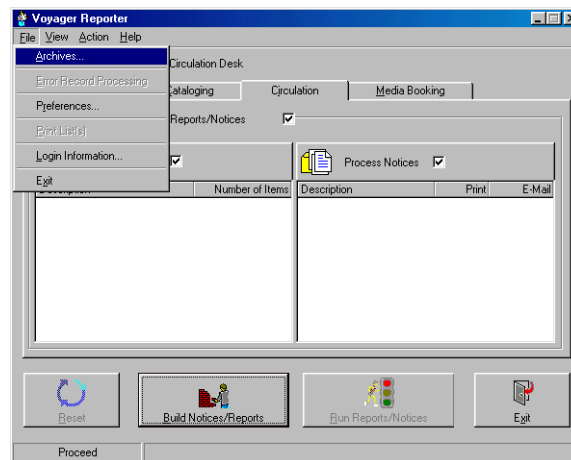 Voyager Reporter
File View Action Help
Archives...
Circulation Desk
Error Record Processing
Cataloging Circulation Media Booking
Preferences...
Reports/Notices
Print List(s)
Login Information...
Process Notices
Exit
Number of Items Description Print E-Mail
Reset Build Notices/Reports Run Reports/Notices Exit
Proceed